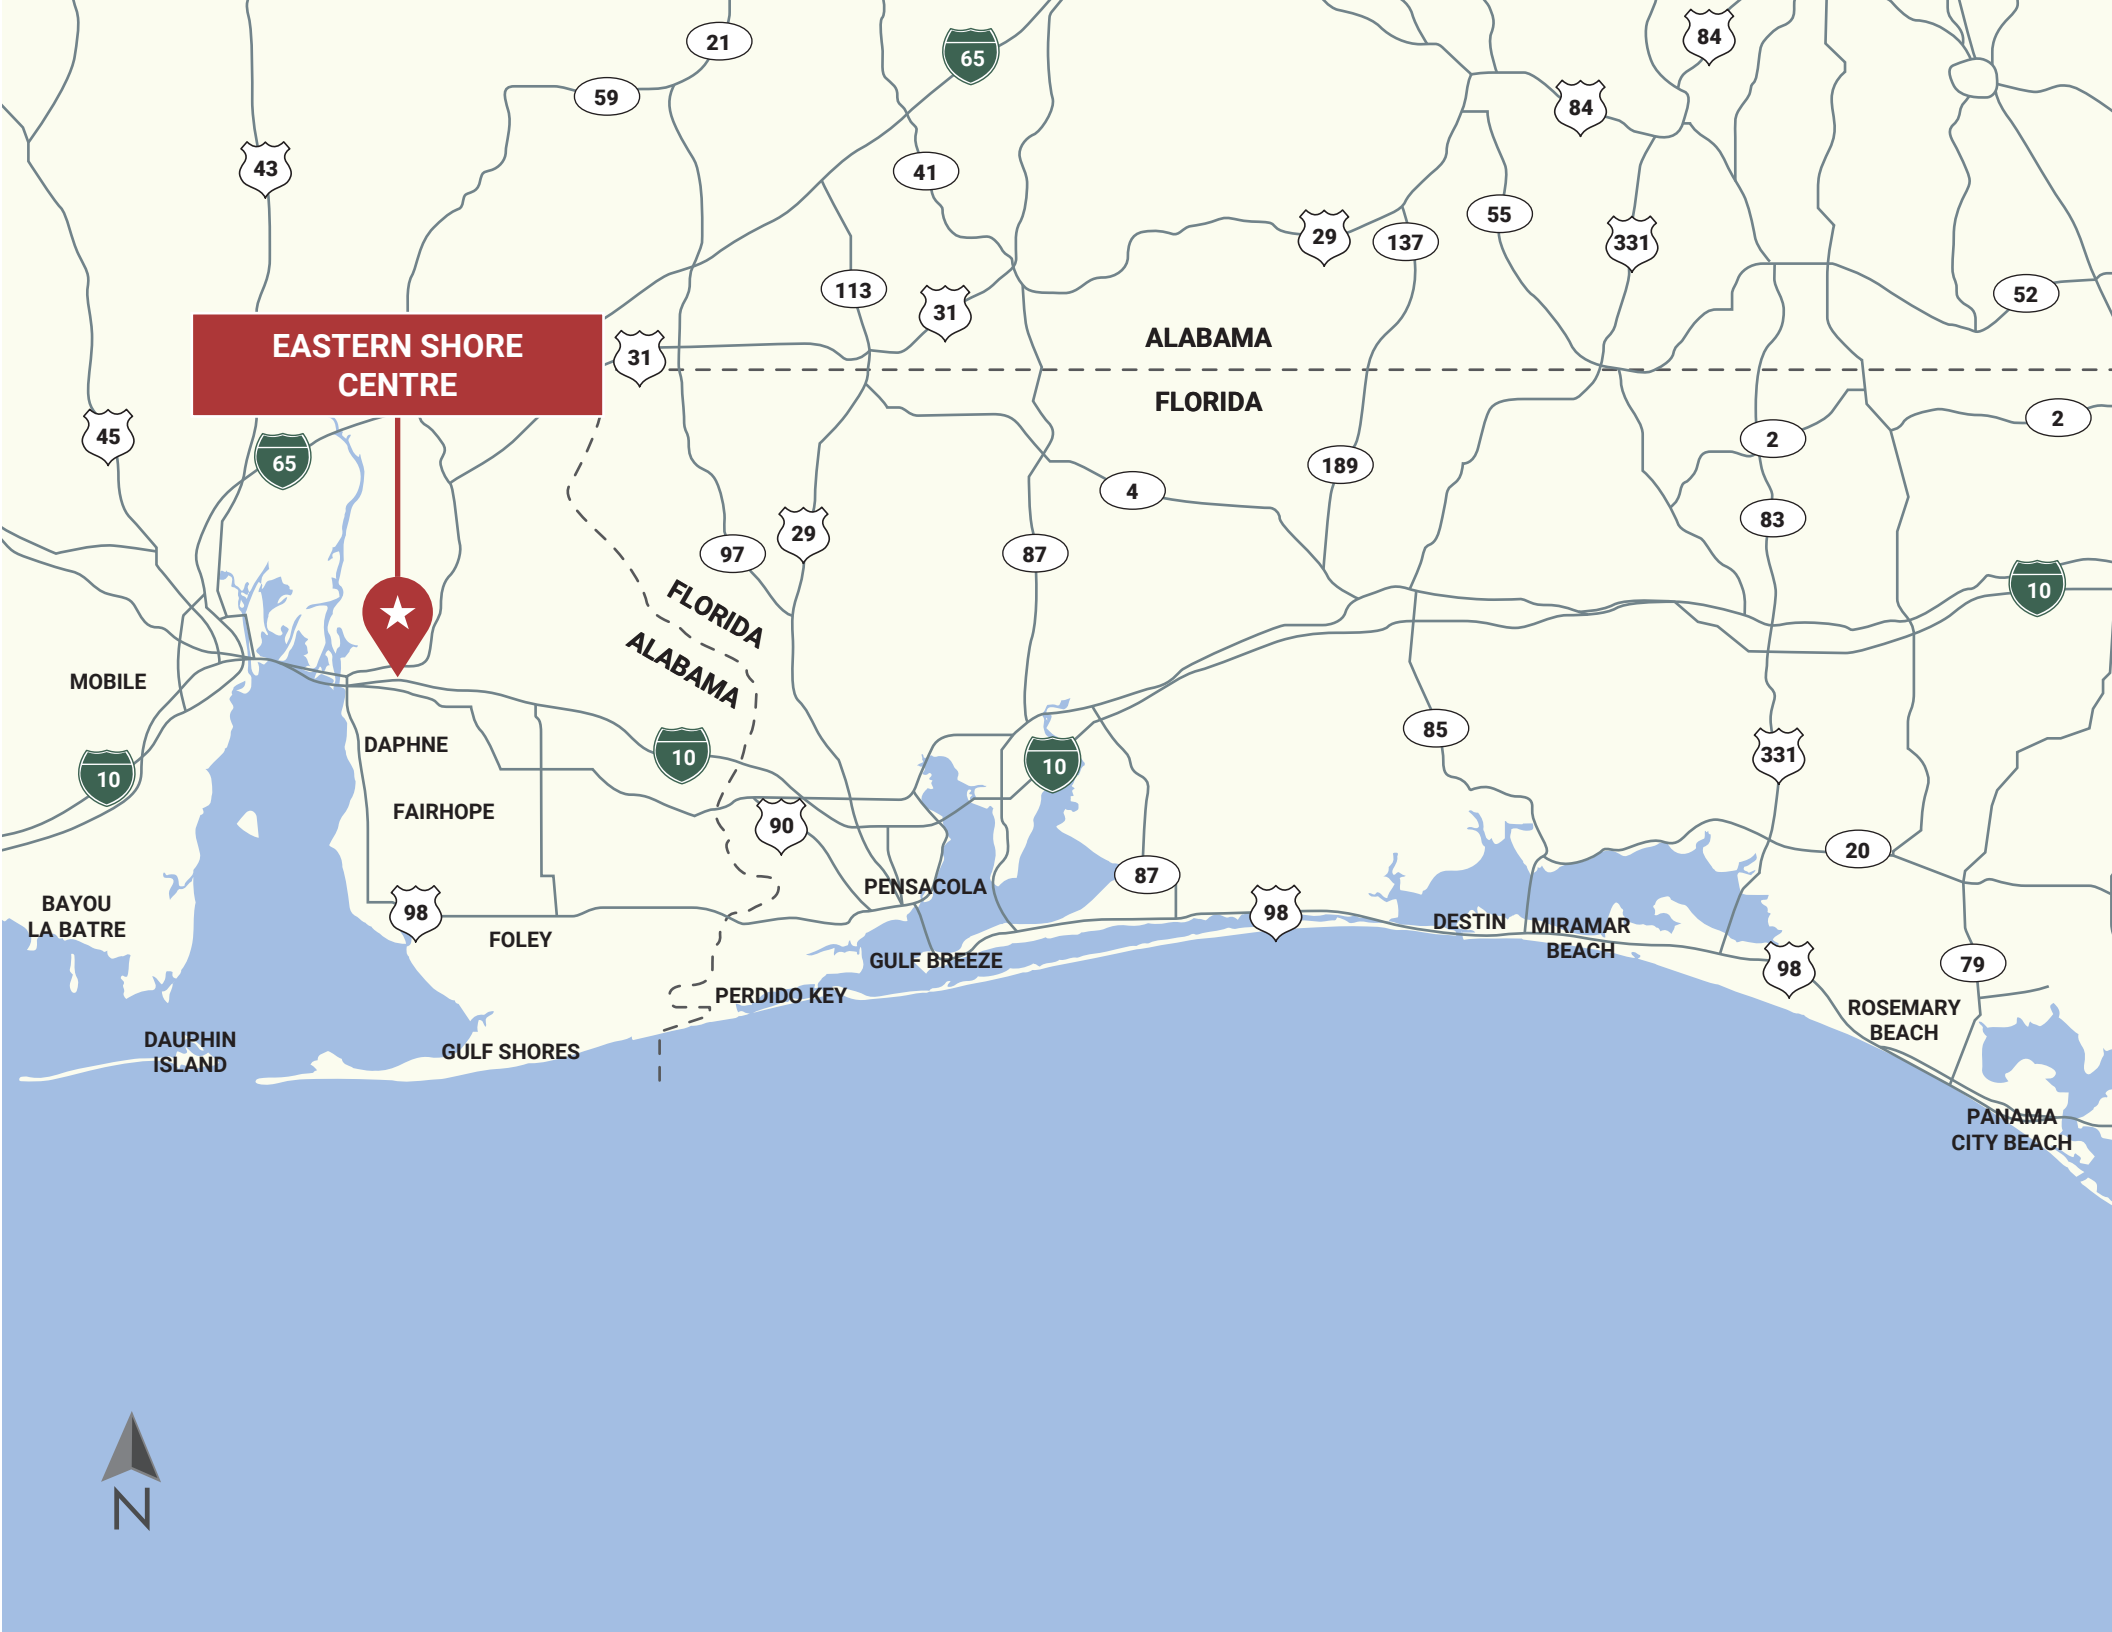 21
65
84
59
84
43
41
55
29
137
331
113
31
52
ALABAMA
EASTERN SHORE
CENTRE
31
FLORIDA
2
45
2
65
189
4
83
29
97
87
10
FLORIDA
ALABAMA
MOBILE
85
DAPHNE
10
331
10
10
FAIRHOPE
90
20
87
PENSACOLA
BAYOU
LA BATRE
98
98
DESTIN
MIRAMAR
BEACH
FOLEY
GULF BREEZE
98
79
PERDIDO KEY
ROSEMARY
BEACH
DAUPHIN
ISLAND
GULF SHORES
PANAMA
CITY BEACH
N